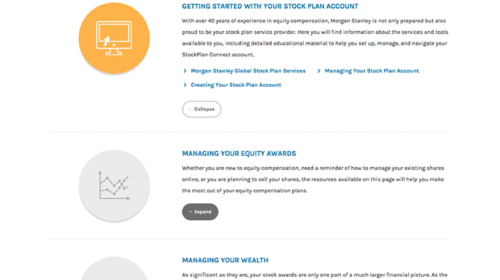 GETTING STARTED WITH YOUR STOCK PLAN ACCOUNT
With over 40 years of experience in equity compensation, Morgan Stanley is not only prepared but also
proud to be your stock plan service provider. Here you will find information about the services and
tools available to you, including detailed educational material to help you set up, manage, and navigate your
StockPlan Connect account.
Morgan Stanley Global Stock Plan Services
Managing Your Stock Plan Account
Creating Your Stock Plan Account
Collapse
MANAGING YOUR EQUITY AWARDS
Whether you are new to equity compensation, need a reminder of how to manage your existing shares
online, or you are planning to sell your shares, the resources available on this page will help you make
the most out of your equity compensation plans.
Expand
MANAGING YOUR WEALTH
As significant as they are, your stock awards are only one part of a much larger financial picture. As the